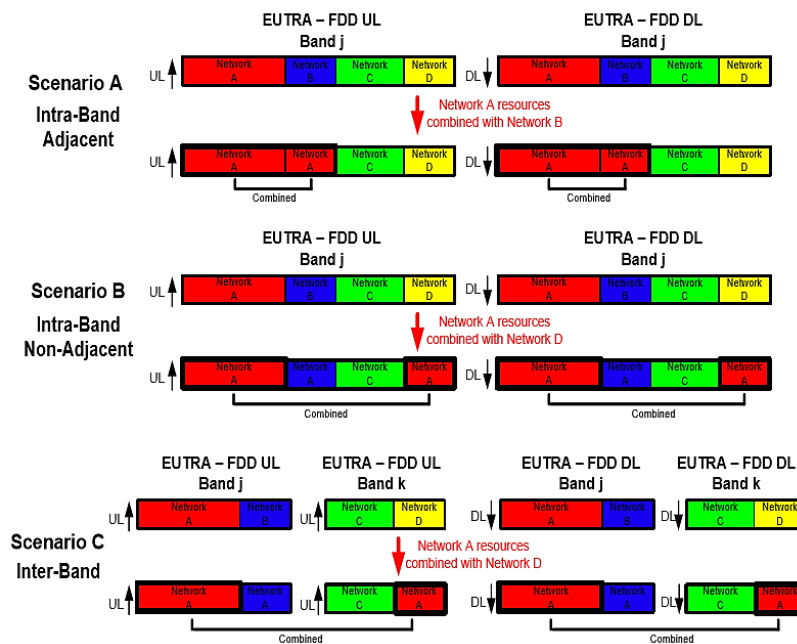 EUTRA – FDD UL
Band j
EUTRA – FDD DL
Band j
Scenario A
Intra-Band
Adjacent
UL
Network A
Network B
Network C
Network D
DL
Network A
Network B
Network C
Network D
Network A resources
combined with Network B
UL
Network A
Network A
Network C
Network D
DL
Network A
Network A
Network C
Network D
Combined
Combined
EUTRA – FDD UL
Band j
EUTRA – FDD DL
Band j
Scenario B
Intra-Band
Non-Adjacent
UL
Network A
Network B
Network C
Network D
DL
Network A
Network B
Network C
Network D
Network A resources
combined with Network D
UL
Network A
Network A
Network C
Network A
DL
Network A
Network A
Network C
Network A
Combined
Combined
EUTRA – FDD UL
Band j
EUTRA – FDD UL
Band k
EUTRA – FDD DL
Band j
EUTRA – FDD DL
Band k
Scenario C
Inter-Band
UL
Network A
Network B
UL
Network C
Network D
DL
Network A
Network B
DL
Network C
Network D
Network A resources
combined with Network D
UL
Network A
Network A
UL
Network C
Network A
DL
Network A
Network A
DL
Network C
Network A
Combined
Combined